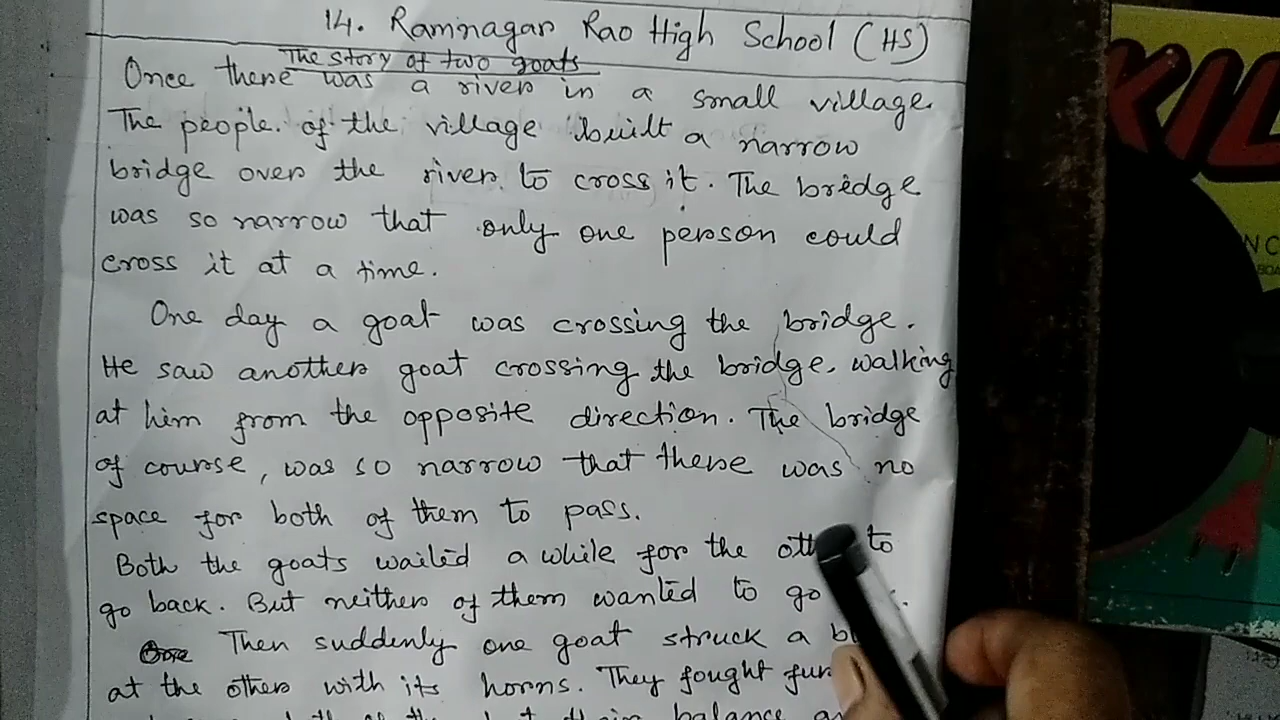 14. Ramnagar Rao High School (HS)
The story of two goats
Once there was a river in a small village.
The people of the village built a narrow
bridge over the river to cross it. The bridge
was so narrow that only one person could
cross it at a time.
One day a goat was crossing the bridge.
He saw another goat crossing the bridge, walking
at him from the opposite direction. The bridge
of course, was so narrow that there was no
space for both of them to pass.
Both the goats waited a while for the to
go back. But neither of them wanted to go
Then suddenly one goat struck a
at the other with its horns. They fought
balance